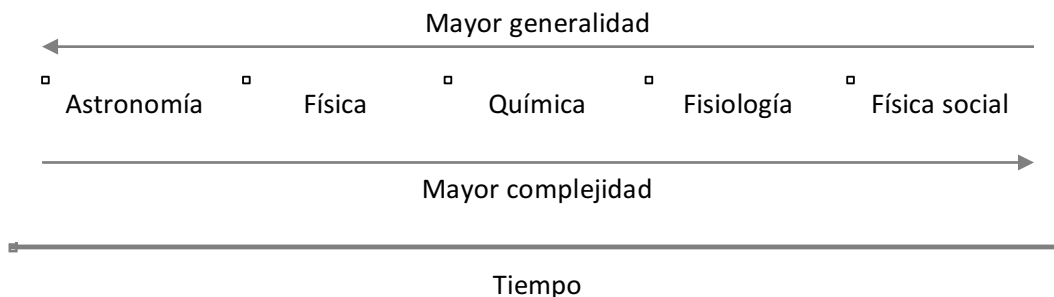 Mayor generalidad
Astronomía Física Química Fisiología Física social
Mayor complejidad
Tiempo